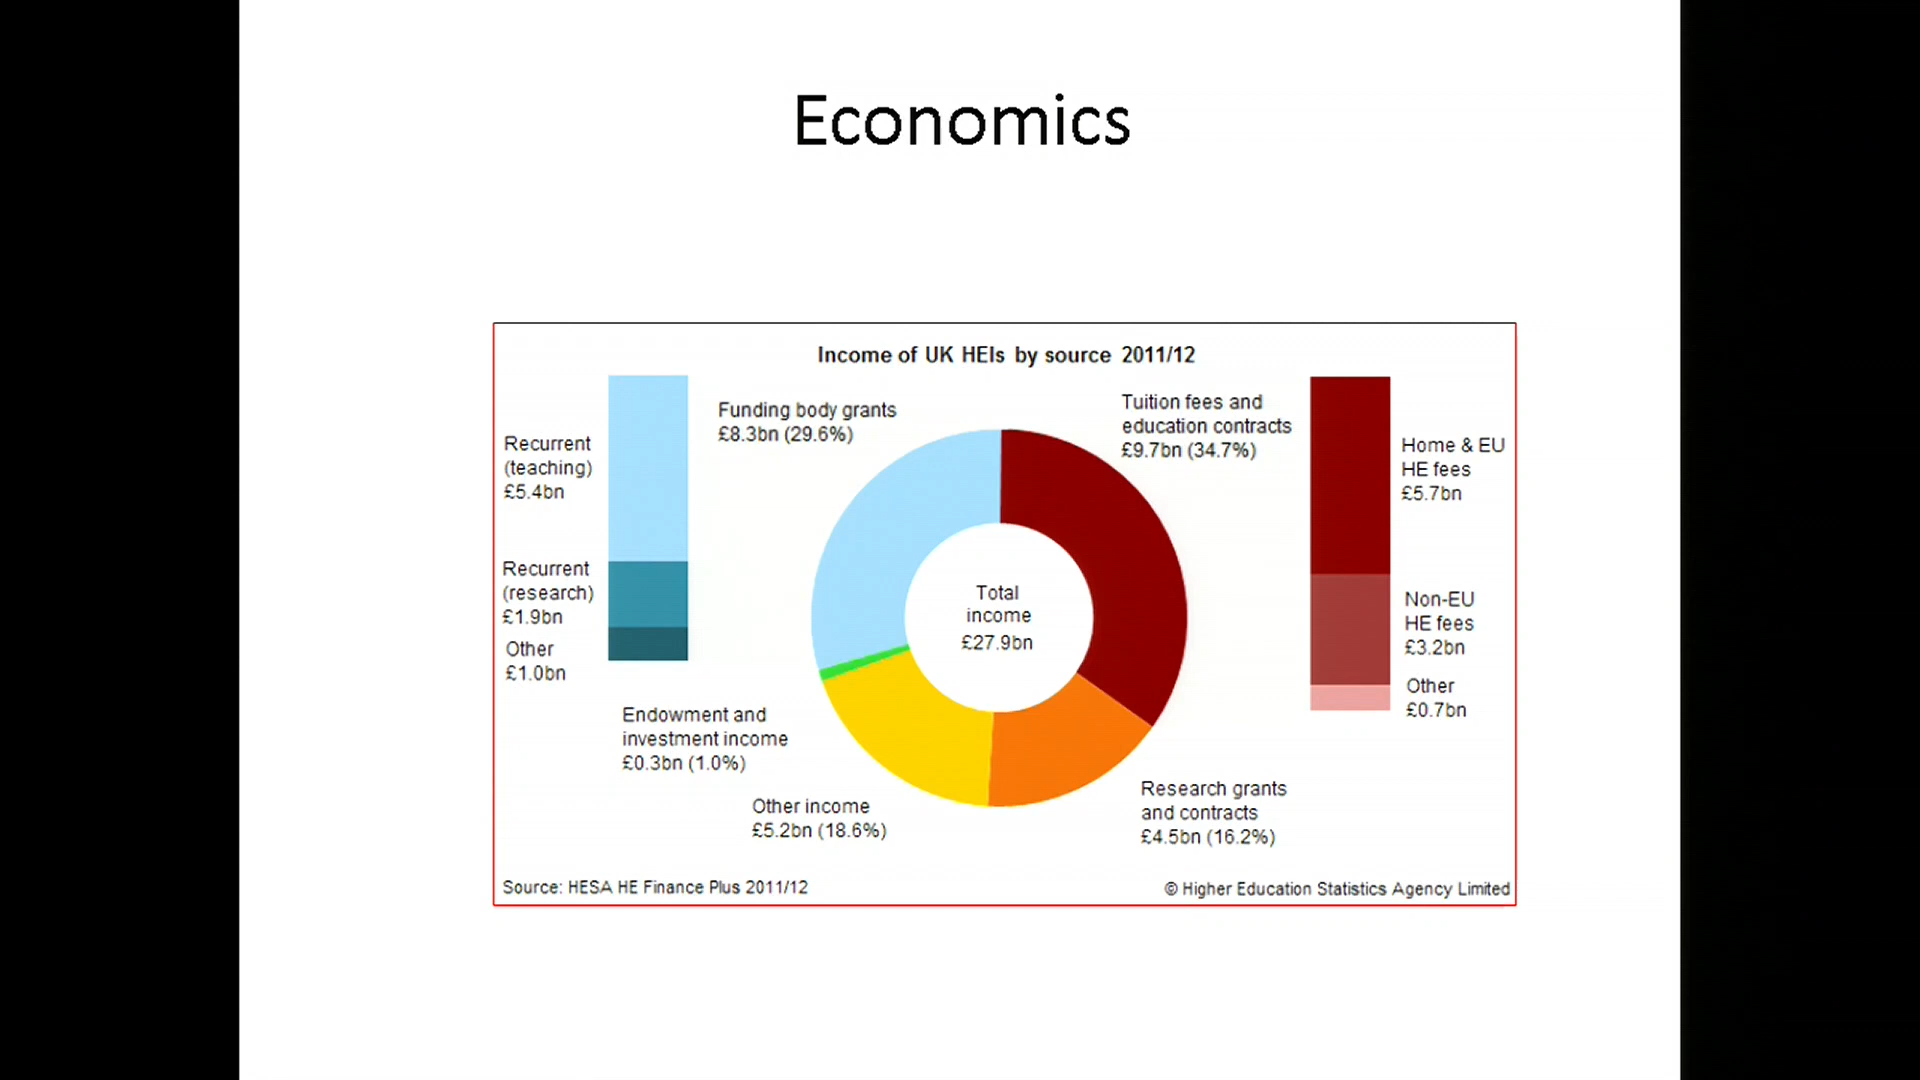 Economics
Income of UK HEIs by source 2011/12
Recurrent
(teaching)
£5.4bn
Recurrent
(research)
£1.9bn
Other
£1.0bn
Funding body grants
£8.3bn (29.6%)
Tuition fees and
education contracts
£9.7bn (34.7%)
Home & EU
HE fees
£5.7bn
Non-EU
HE fees
£3.2bn
Other
£0.7bn
Total
income
£27.9bn
Endowment and
investment income
£0.3bn (1.0%)
Other income
£5.2bn (18.6%)
Research grants
and contracts
£4.5bn (16.2%)
Source: HESA HE Finance Plus 2011/12
© Higher Education Statistics Agency Limited